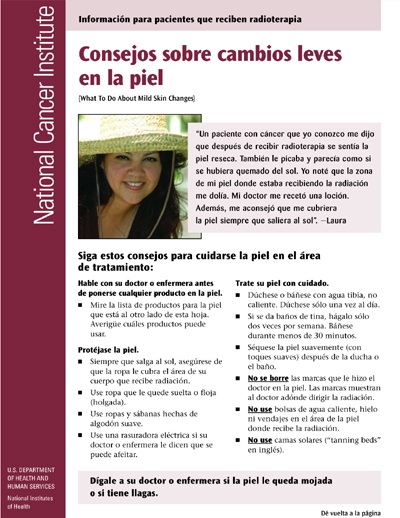 National Cancer Institute
Información para pacientes que reciben radioterapia
Consejos sobre cambios leves
en la piel
[What To Do About Mild Skin Changes]
"Un paciente con cáncer que yo conozco me dijo
que después de recibir radioterapia se sentía la
piel reseca. También le picaba y parecía como si
se hubiera quemado del sol. Yo noté que la zona
de mi piel donde estaba recibiendo la radiación
me dolía. Mi doctor me recetó una loción.
Además, me aconsejó que me cubriera
la piel siempre que saliera al sol". —Laura
Siga estos consejos para cuidarse la piel en el área
de tratamiento:
Hable con su doctor o enfermera antes
de ponerse cualquier producto en la piel.
■ Mire la lista de productos para la piel
que está al otro lado de esta hoja.
Averigüe cuáles productos puede
usar.
Protéjase la piel.
■ Siempre que salga al sol, asegúrese de
que la ropa le cubra el área de su
cuerpo que recibe radiación.
■ Use ropa que le quede suelta o floja
(holgada).
■ Use ropas y sábanas hechas de
algodón suave.
■ Use una rasuradora eléctrica si su
doctor o enfermera le dicen que se
puede afeitar.
Trate su piel con cuidado.
■ Dúchese o báñese con agua tibia, no
caliente. Dúchese sólo una vez al día.
■ Si se da baños de tina, hágalo sólo
dos veces por semana. Báñese
durante menos de 30 minutos.
■ Séquese la piel suavemente (con
toques suaves) después de la ducha o
el baño.
■ No se borre las marcas que le hizo el
doctor en la piel. Las marcas muestran
al doctor adónde dirigir la radiación.
■ No use bolsas de agua caliente, hielo
ni vendajes en el área de la piel
donde recibe la radiación.
■ No use camas solares ("tanning beds"
en inglés).
U.S. DEPARTMENT
OF HEALTH AND
HUMAN SERVICES
National Institutes
of Health
Dígale a su doctor o enfermera si la piel le queda mojada
o si tiene llagas.
Dé vuelta a la página